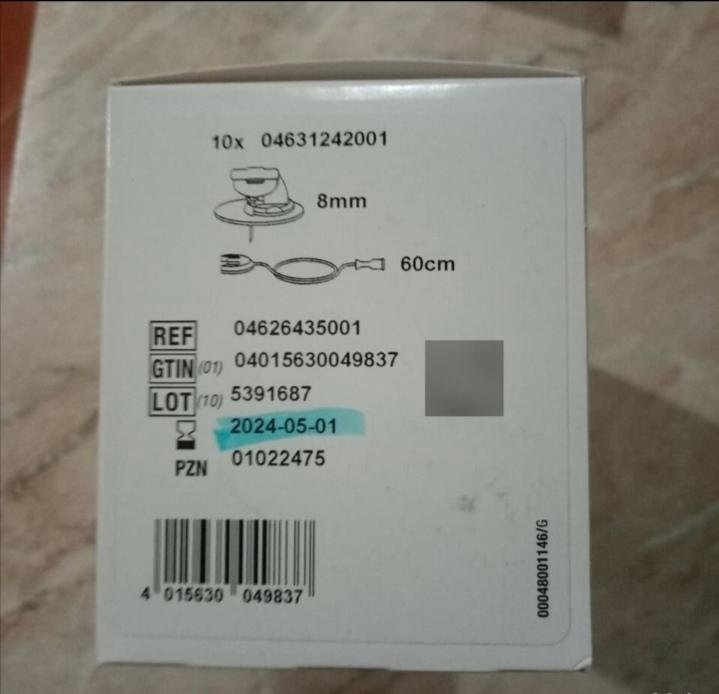 10x 04631242001
8mm
60cm
REF 04626435001
GTIN (01) 04015630049837
LOT (10) 5391687
2024-05-01
PZN 01022475
4 015630 049837
00048001146/G